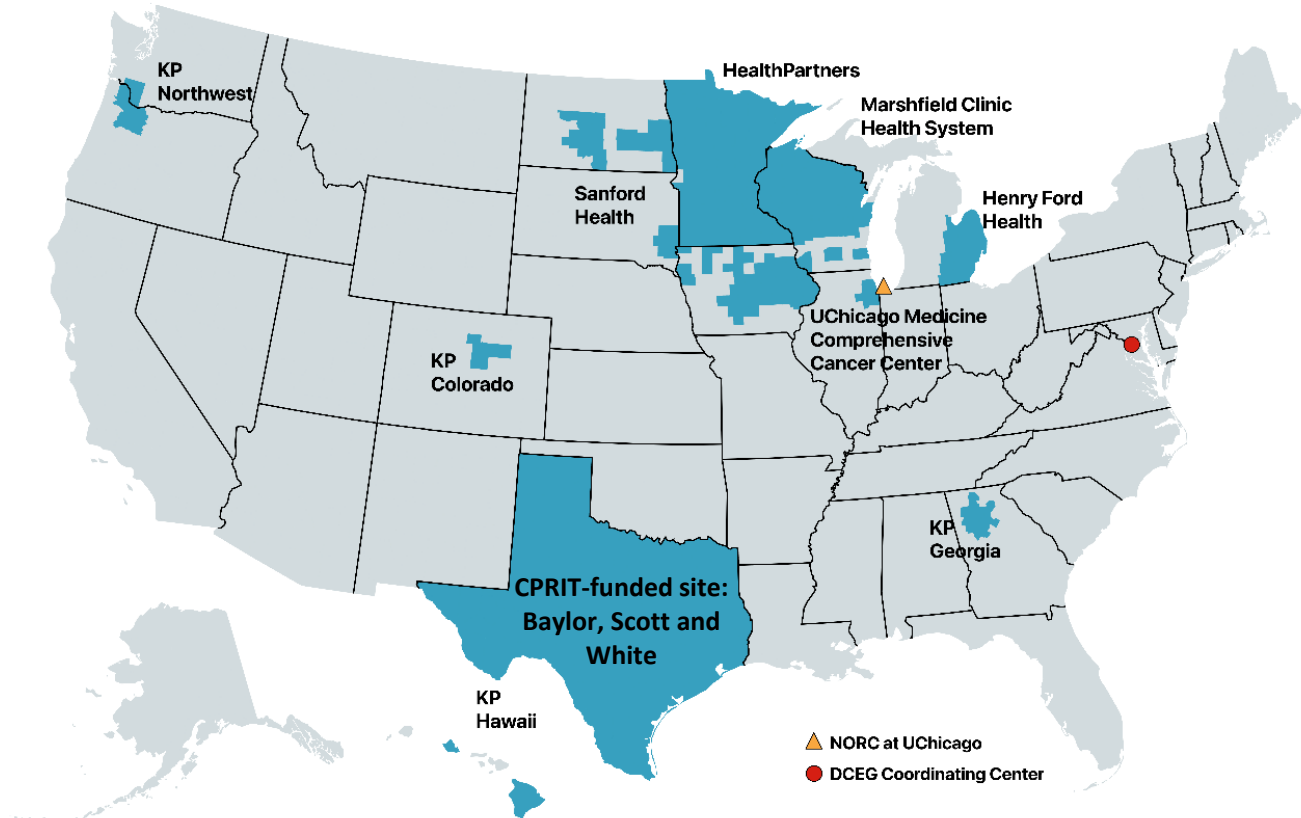 KP
Northwest
HealthPartners
Marshfield Clinic
Health System
Sanford
Health
Henry Ford
Health
UChicago Medicine
Comprehensive
Cancer Center
KP
Colorado
KP
Georgia
CPRIT-funded site:
Baylor, Scott and
White
KP
Hawaii
NORC at UChicago
DCEG Coordinating Center